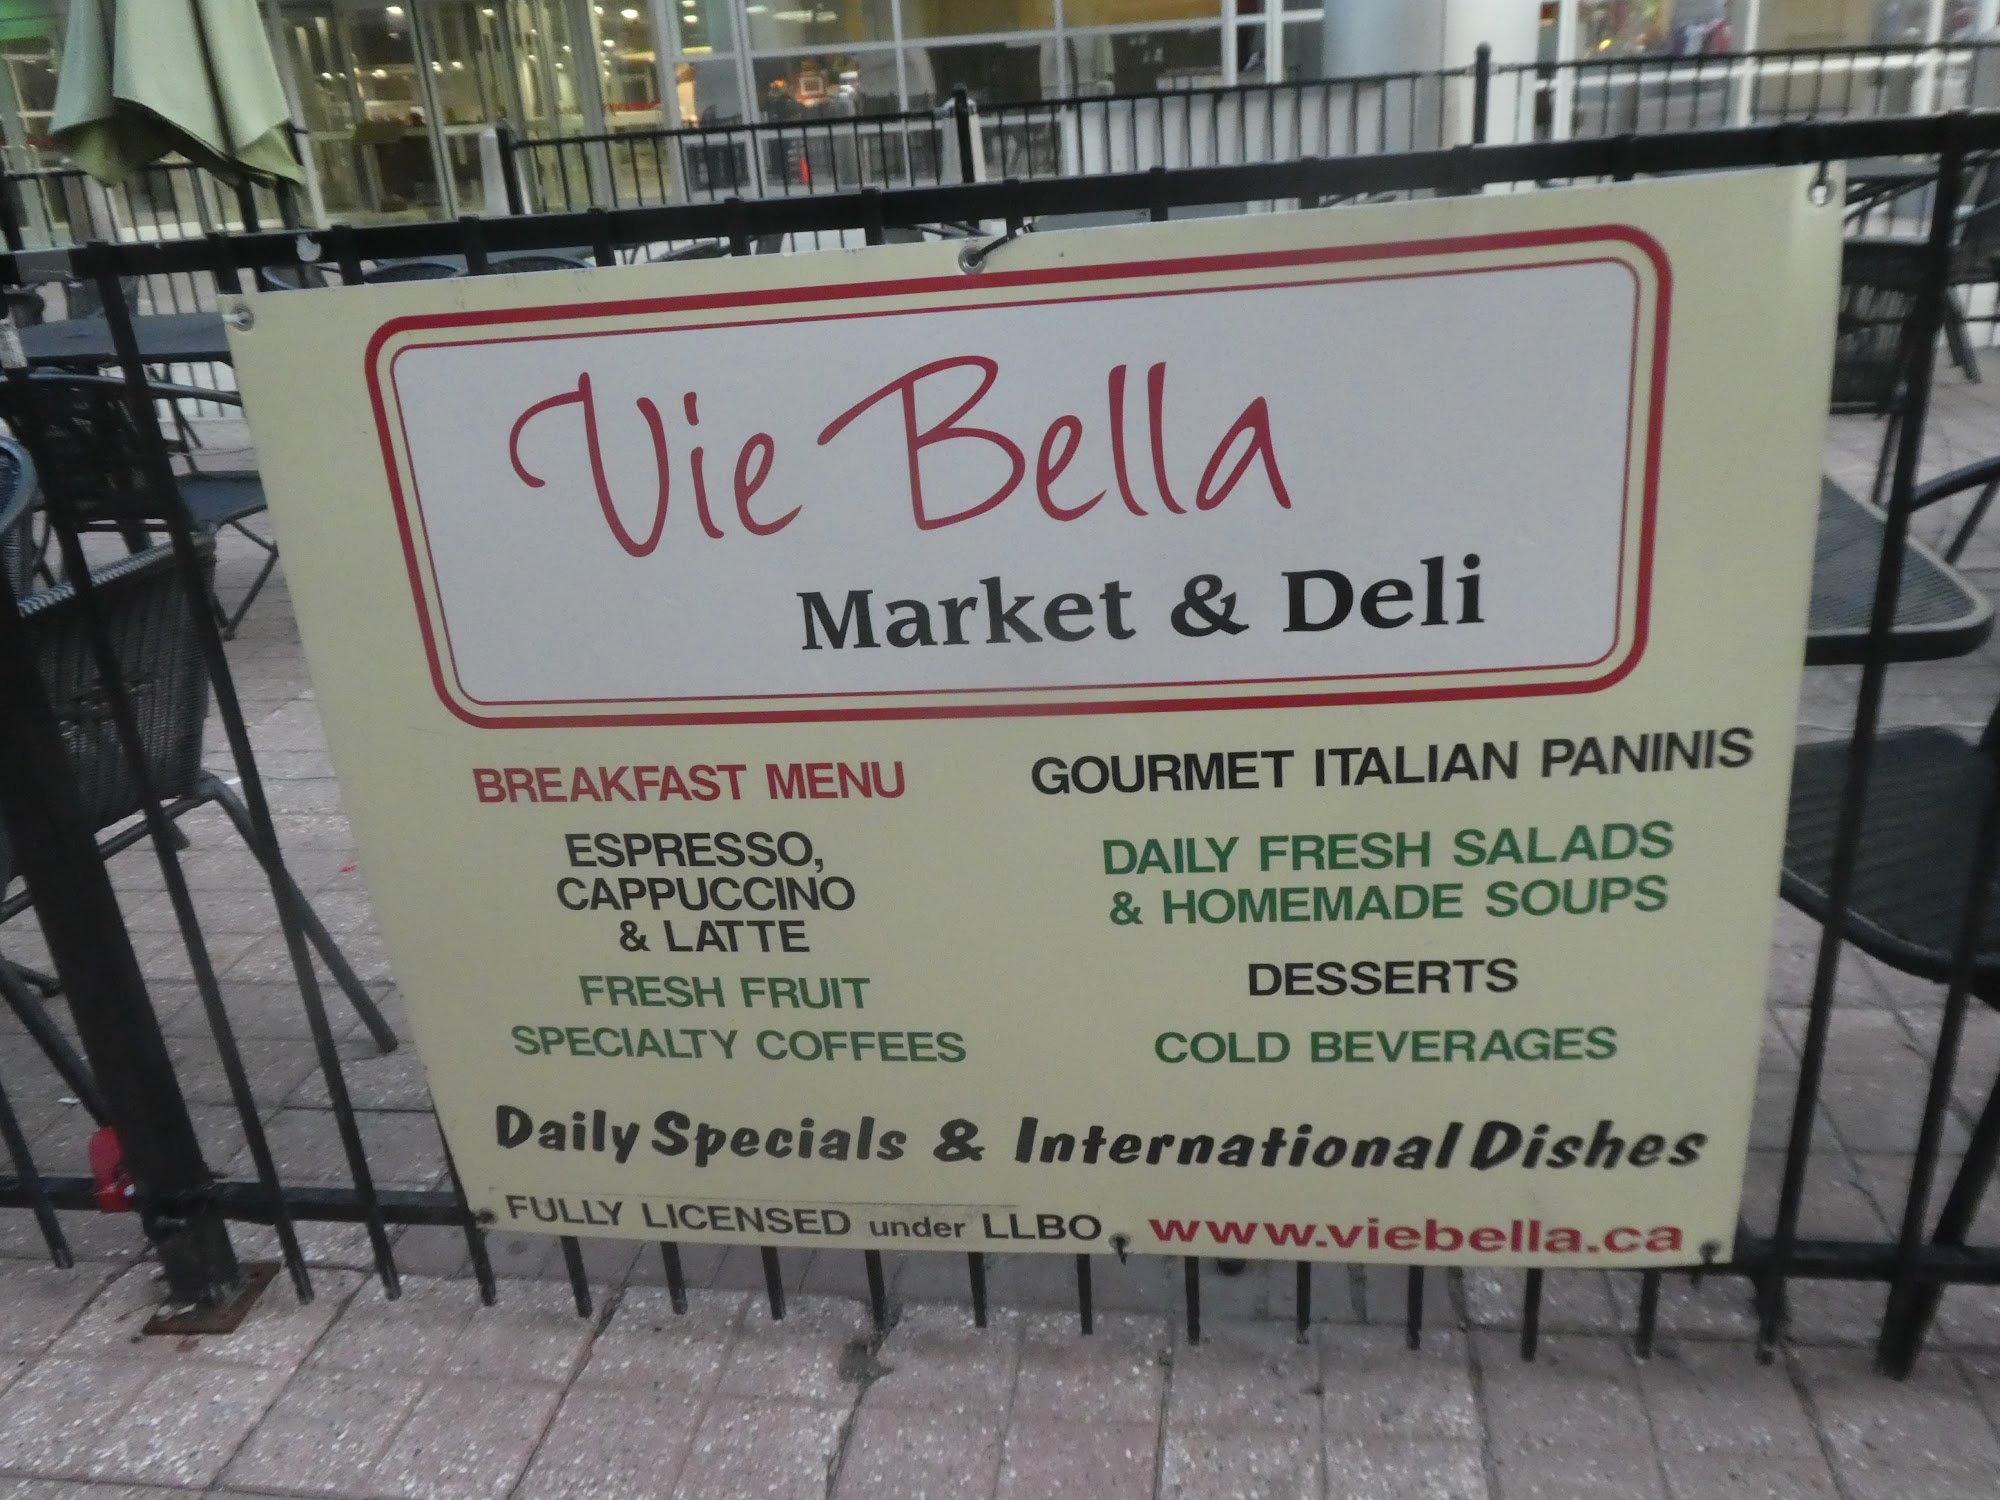 Vie Bella
Market & Deli
BREAKFAST MENU
ESPRESSO,
CAPPUCCINO
& LATTE
FRESH FRUIT
SPECIALTY COFFEES
GOURMET ITALIAN PANINIS
DAILY FRESH SALADS
& HOMEMADE SOUPS
DESSERTS
COLD BEVERAGES
Daily Specials & International Dishes
FULLY LICENSED under LLBO
www.viebella.ca